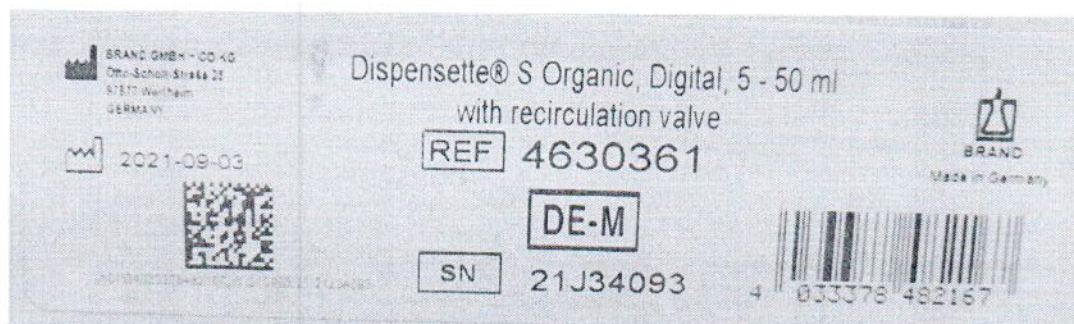 BRAND GMBH + CO KG
Otto-Schott-Straße 25
97877 Wertheim
GERMANY
2021-09-03
Dispensette® S Organic, Digital, 5 - 50 ml
with recirculation valve
REF 4630361
DE-M
SN 21J34093
BRAND
Made in Germany
4 033378 482167